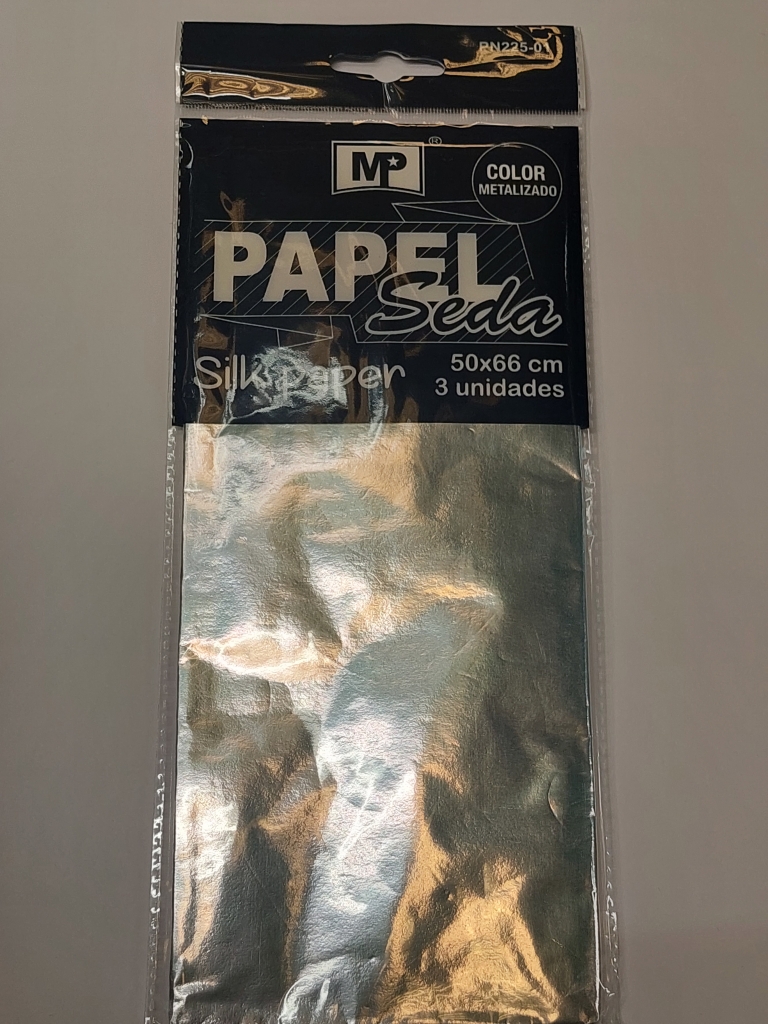 PN225-01
MP®
COLOR
METALIZADO
PAPEL
Seda
Silk paper
50x66 cm
3 unidades